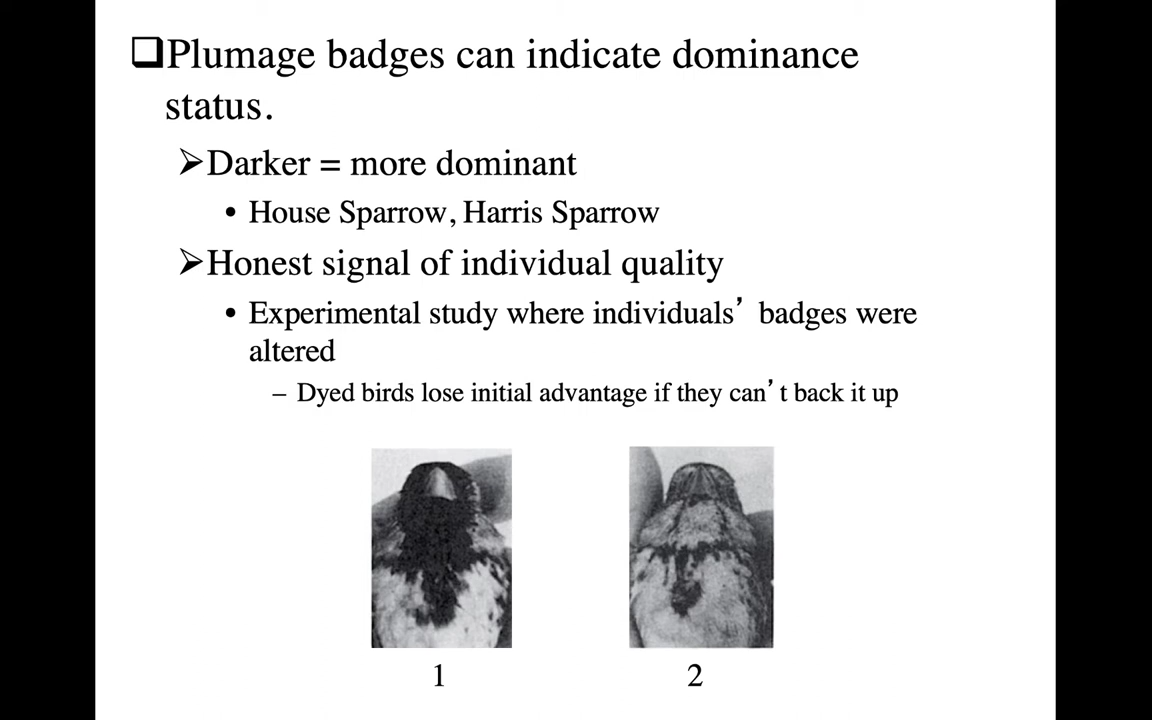 ❑Plumage badges can indicate dominance
status.
➢Darker = more dominant
• House Sparrow, Harris Sparrow
➢Honest signal of individual quality
• Experimental study where individuals’ badges were
altered
– Dyed birds lose initial advantage if they can’t back it up
1 2